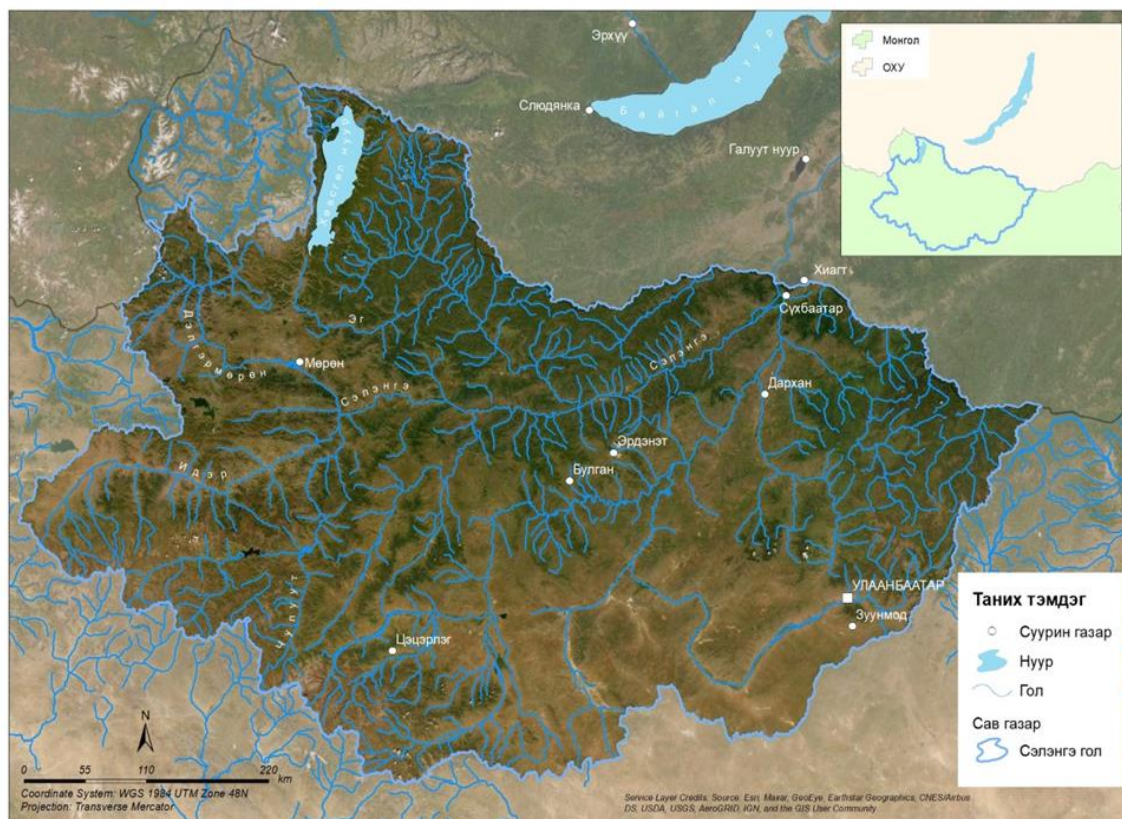 Эрхүү
Слюдянка
Байгал нуур
Галуут нуур
Монгол
ОХУ
Хөвсгөл нуур
Хиагт
Сүхбаатар
Эг
Дэлгэрмөрөн
Мөрөн
Сэлэнгэ
Сэлэнгэ
Дархан
Эрдэнэт
Булган
Идэр
Чулуут
Цэцэрлэг
УЛААНБААТАР
Зуунмод
Таних тэмдэг
Суурин газар
Нуур
Гол
Сав газар
Сэлэнгэ гол
N
0 55 110 220
km
Coordinate System: WGS 1984 UTM Zone 48N
Projection: Transverse Mercator
Service Layer Credits: Source: Esri, Maxar, GeoEye, Earthstar Geographics, CNES/Airbus
DS, USDA, USGS, AeroGRID, IGN, and the GIS User Community